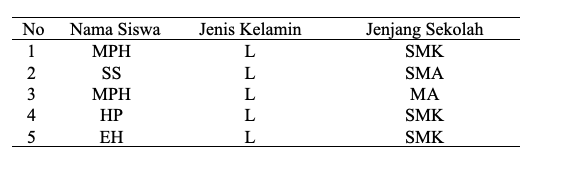 No Nama Siswa Jenis Kelamin Jenjang Sekolah
1 MPH L SMK
2 SS L SMA
3 MPH L MA
4 HP L SMK
5 EH L SMK